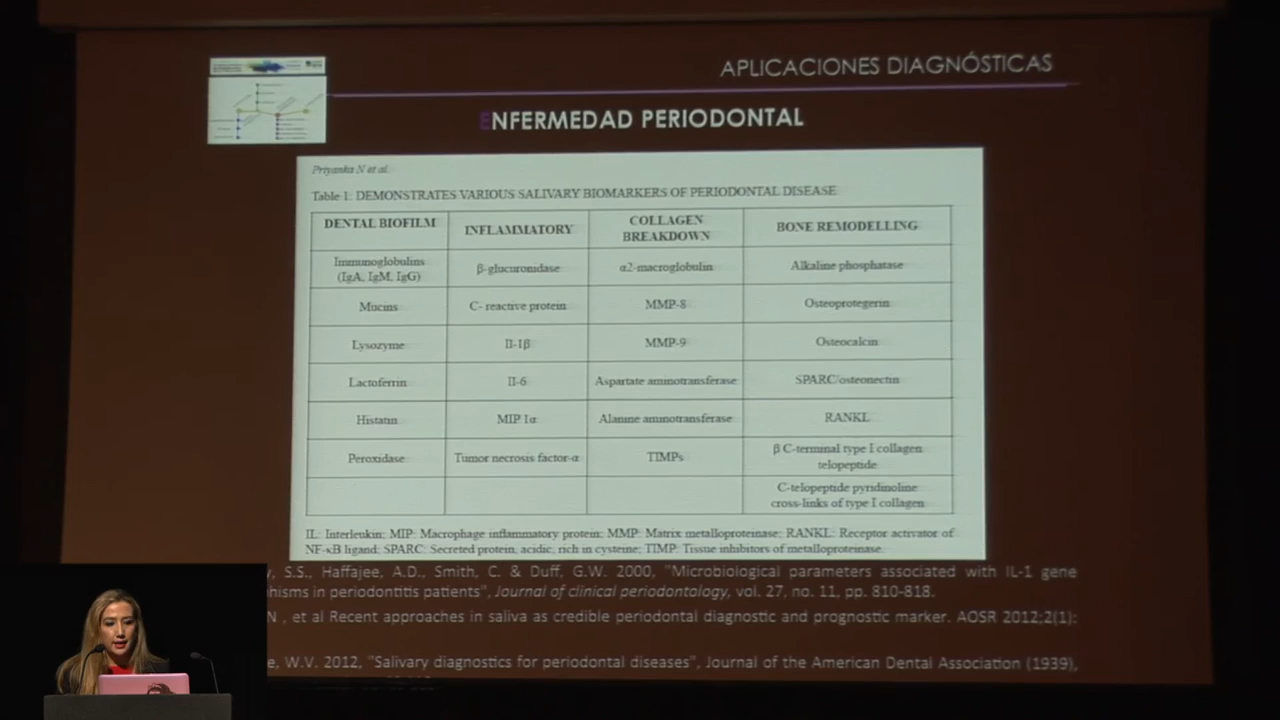 APLICACIONES DIAGNÓSTICAS
ENFERMEDAD PERIODONTAL
Priyanka N et al.
Table 1: DEMONSTRATES VARIOUS SALIVARY BIOMARKERS OF PERIODONTAL DISEASE
DENTAL BIOFILM INFLAMMATORY COLLAGEN BREAKDOWN BONE REMODELLING
Immunoglobulins (IgA, IgM, IgG) β-glucuronidase α2-macroglobulin Alkaline phosphatase
Mucins C- reactive protein MMP-8 Osteoprotegerin
Lysozyme Il-1β MMP-9 Osteocalcin
Lactoferrin Il-6 Aspartate aminotransferase SPARC/osteonectin
Histatin MIP 1α Alanine aminotransferase RANKL
Peroxidase Tumor necrosis factor-α TIMPs β C-terminal type I collagen telopeptide
C-telopeptide pyridinoline cross-links of type I collagen
IL: Interleukin; MIP: Macrophage inflammatory protein; MMP: Matrix metalloproteinase; RANKL: Receptor activator of
NF-κB ligand; SPARC: Secreted protein, acidic, rich in cysteine; TIMP: Tissue inhibitors of metalloproteinase.
, S.S., Haffajee, A.D., Smith, C. & Duff, G.W. 2000, "Microbiological parameters associated with IL-1 gene
in periodontitis patients", Journal of clinical periodontology, vol. 27, no. 11, pp. 810-818.
N , et al Recent approaches in saliva as credible periodontal diagnostic and prognostic marker. AOSR 2012;2(1):
W.V. 2012, "Salivary diagnostics for periodontal diseases", Journal of the American Dental Association (1939),